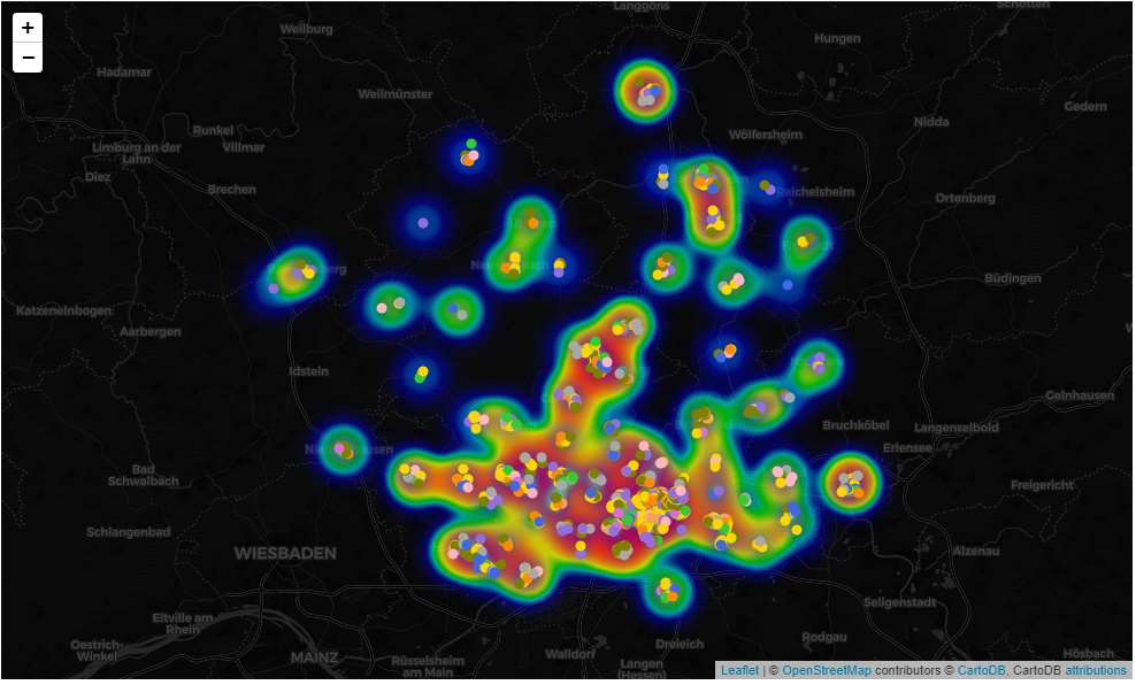 +
−
Langgöns
Schotten
Weilburg
Hungen
Hadamar
Weilmünster
Gedern
Nidda
Runkel
Wölfersheim
Limburg an der
Lahn
Villmar
Diez
Brechen
Reichelsheim
Ortenberg
Büdingen
Katzenelnbogen
Aarbergen
Idstein
Gelnhausen
Bruchköbel
Langenselbold
Erlensee
Bad
Schwalbach
Freigericht
Schlangenbad
WIESBADEN
Alzenau
Seligenstadt
Eltville am
Rhein
Oestrich-
Winkel
MAINZ
Rüsselsheim
am Main
Walldorf
Dreieich
Langen
(Hessen)
Rodgau
Hösbach
Leaflet | © OpenStreetMap contributors © CartoDB, CartoDB attributions